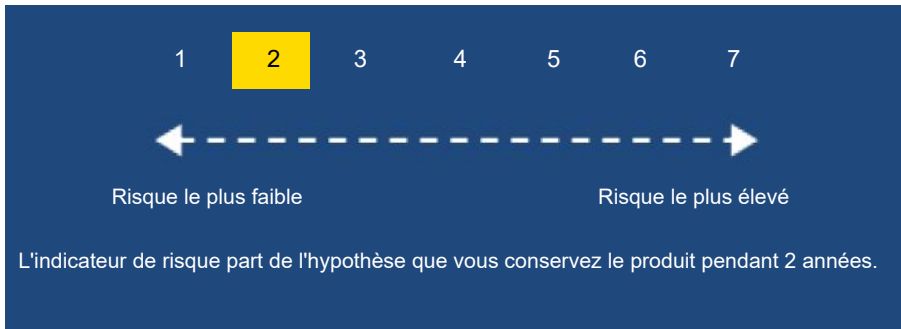 1 2 3 4 5 6 7
Risque le plus faible Risque le plus élevé
L'indicateur de risque part de l'hypothèse que vous conservez le produit pendant 2 années.